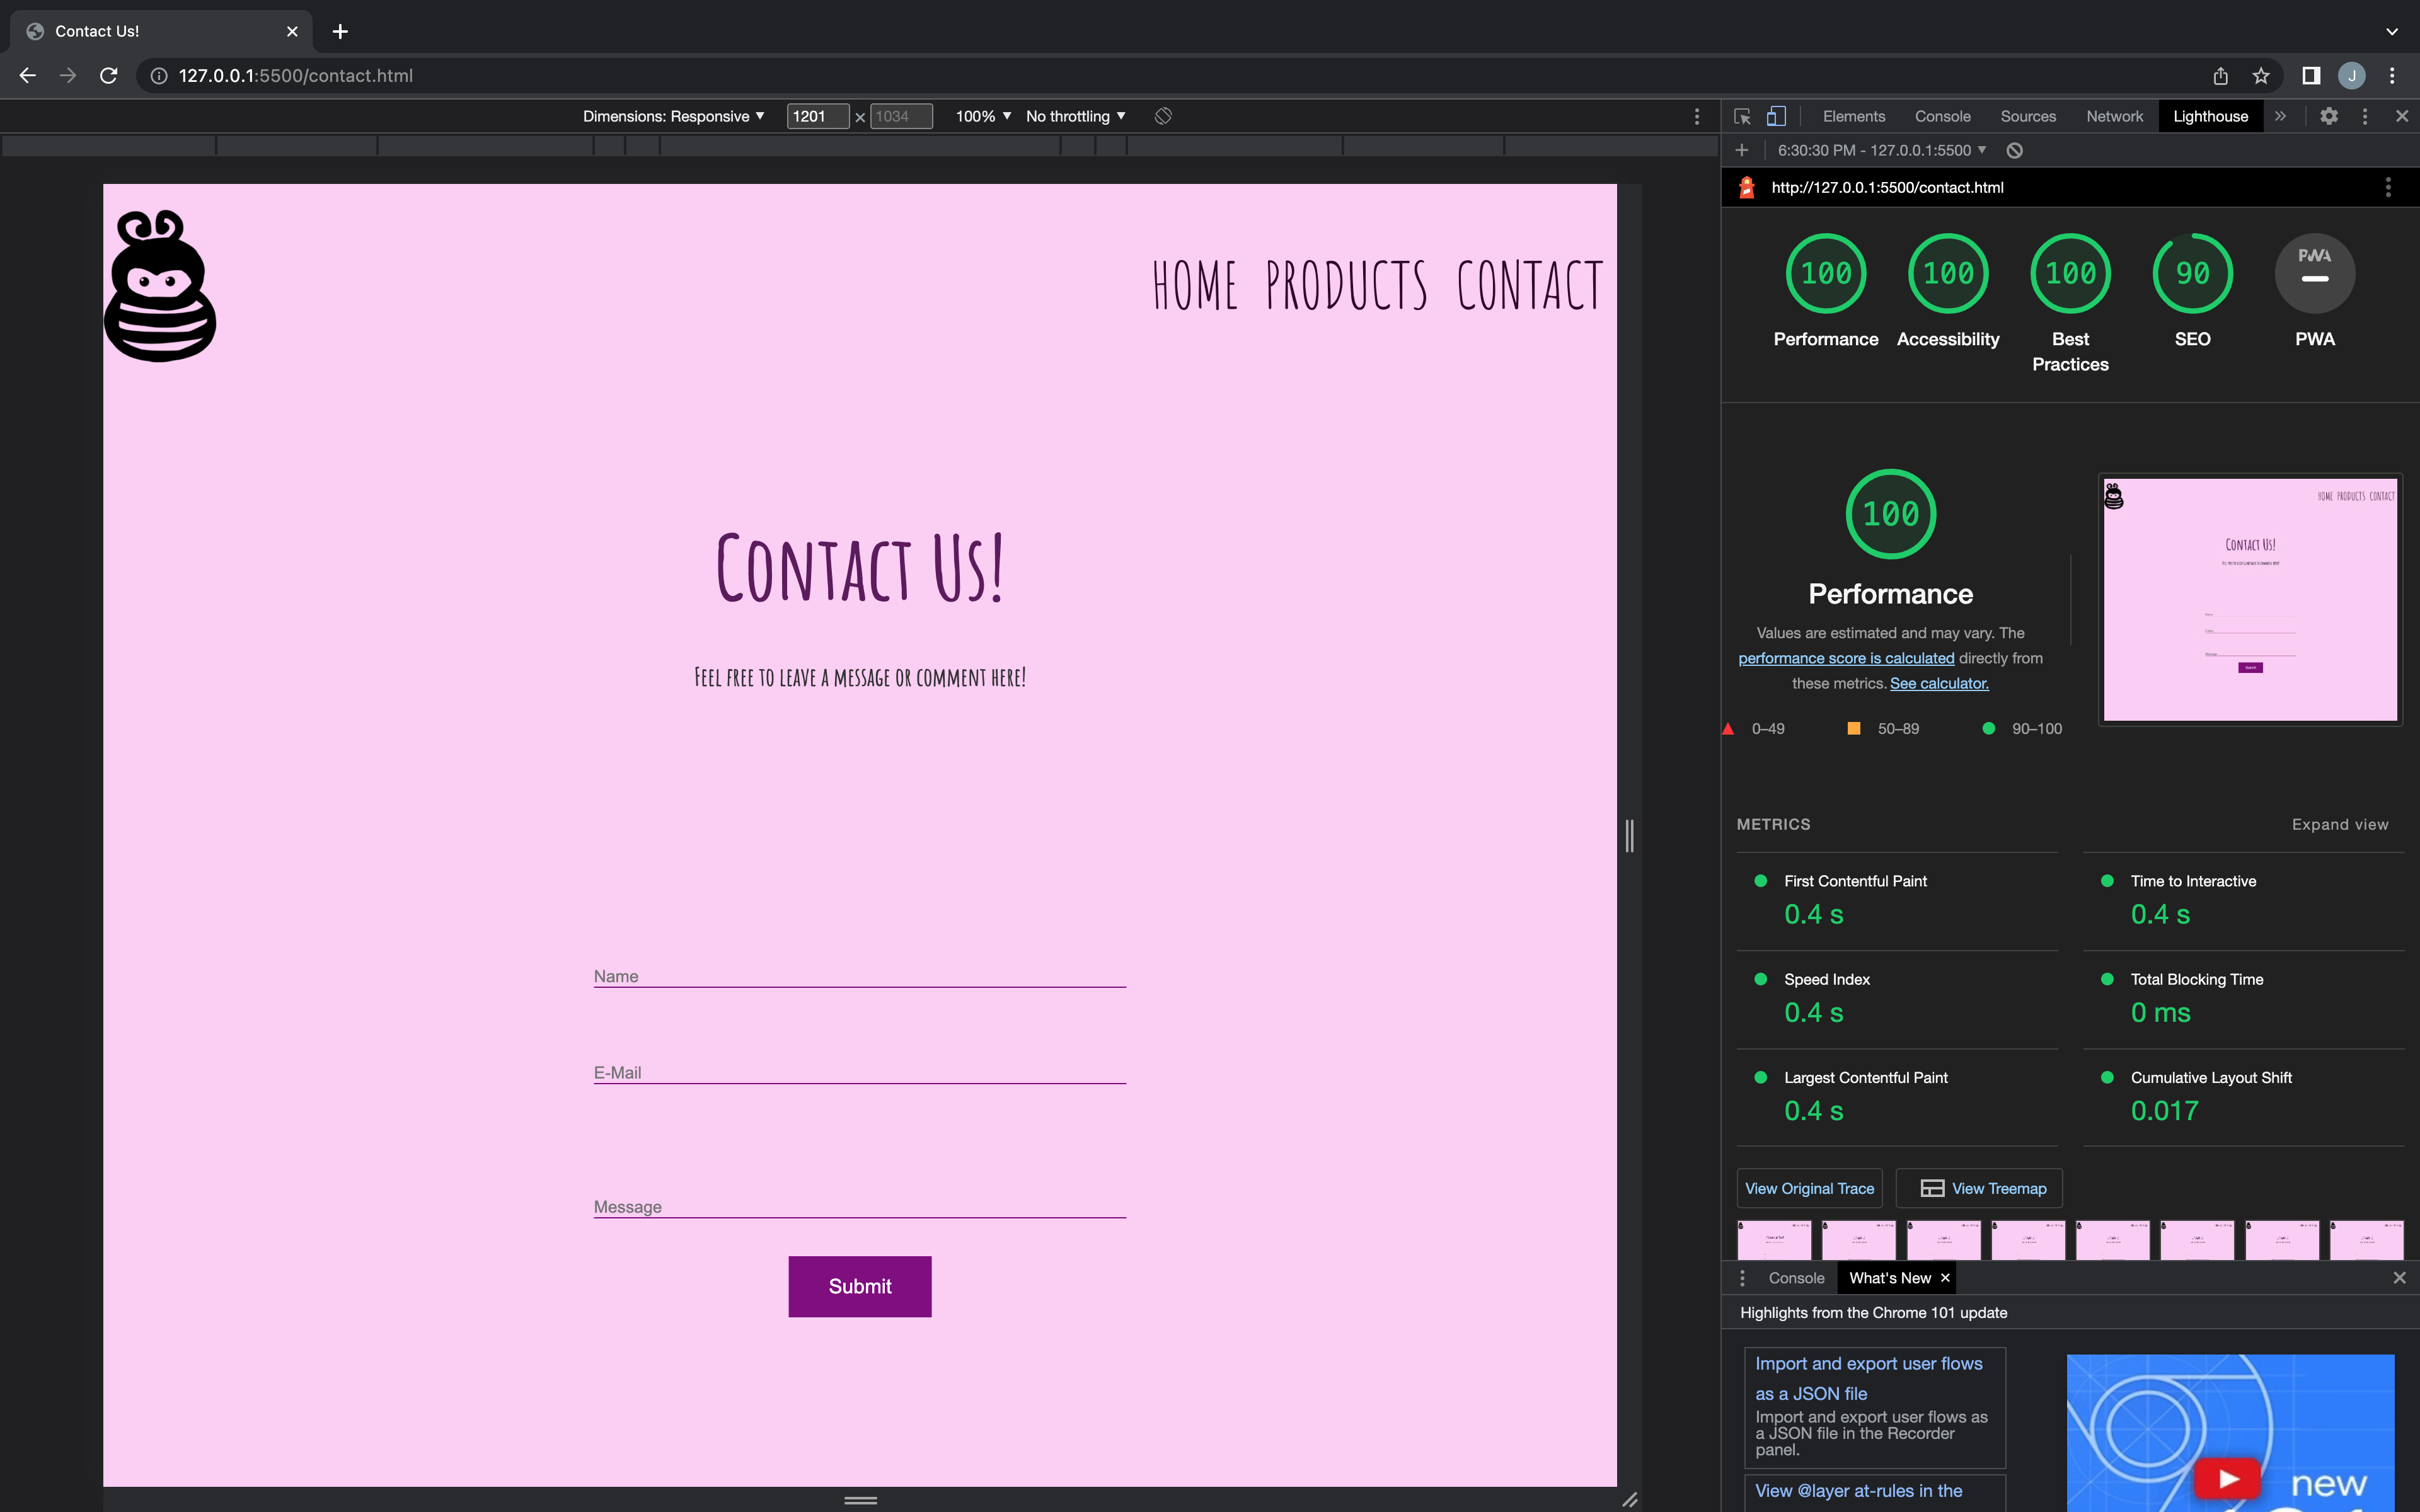 Contact Us!
127.0.0.1:5500/contact.html
J
Dimensions: Responsive 1201 × 1034 100% No throttling
Elements Console Sources Network Lighthouse
6:30:30 PM - 127.0.0.1:5500
http://127.0.0.1:5500/contact.html
HOME PRODUCTS CONTACT
Contact Us!
Feel free to leave a message or comment here!
Name
E-Mail
Message
Submit
100 100 100 90 PWA
Performance Accessibility Best Practices SEO PWA
100
Performance
Values are estimated and may vary. The
performance score is calculated directly from
these metrics. See calculator.
0–49 50–89 90–100
HOME PRODUCTS CONTACT
Contact Us!
METRICS Expand view
First Contentful Paint
0.4 s
Time to Interactive
0.4 s
Speed Index
0.4 s
Total Blocking Time
0 ms
Largest Contentful Paint
0.4 s
Cumulative Layout Shift
0.017
View Original Trace View Treemap
Console What's New
Highlights from the Chrome 101 update
Import and export user flows
as a JSON file
Import and export user flows as
a JSON file in the Recorder
panel.
View @layer at-rules in the
new